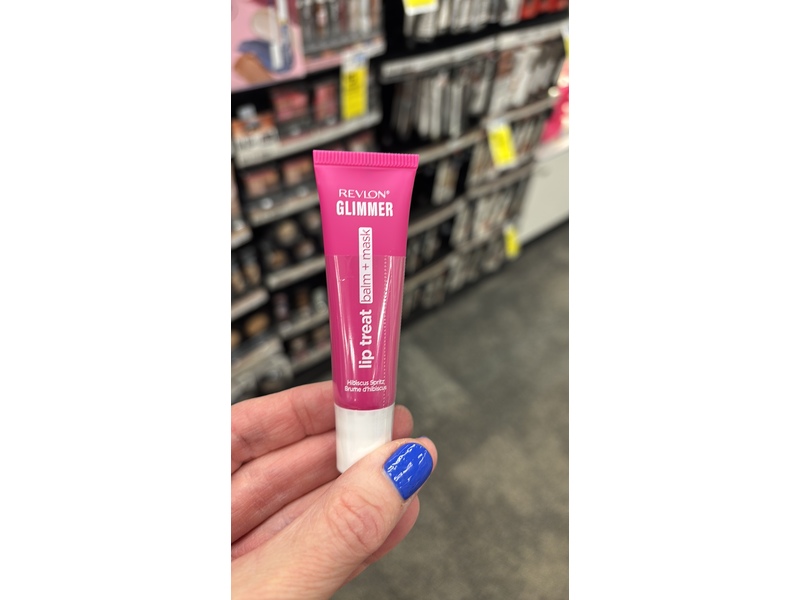 REVLON®
GLIMMER
lip treat balm + mask
Hibiscus Spritz
Brume d'hibiscus